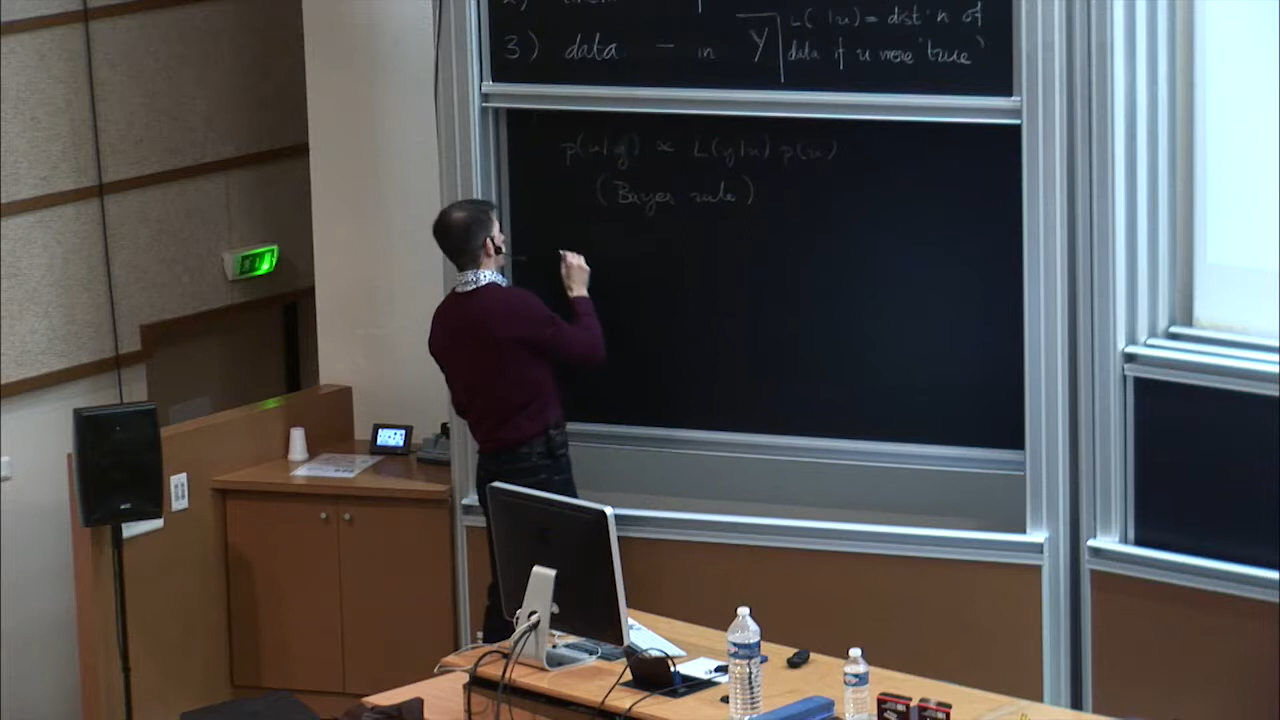 3) data - in Y
L( |u) = dist'n of
data if u were 'true'
p(u|y) ∝ L(y|u) p(u)
(Bayes rule)